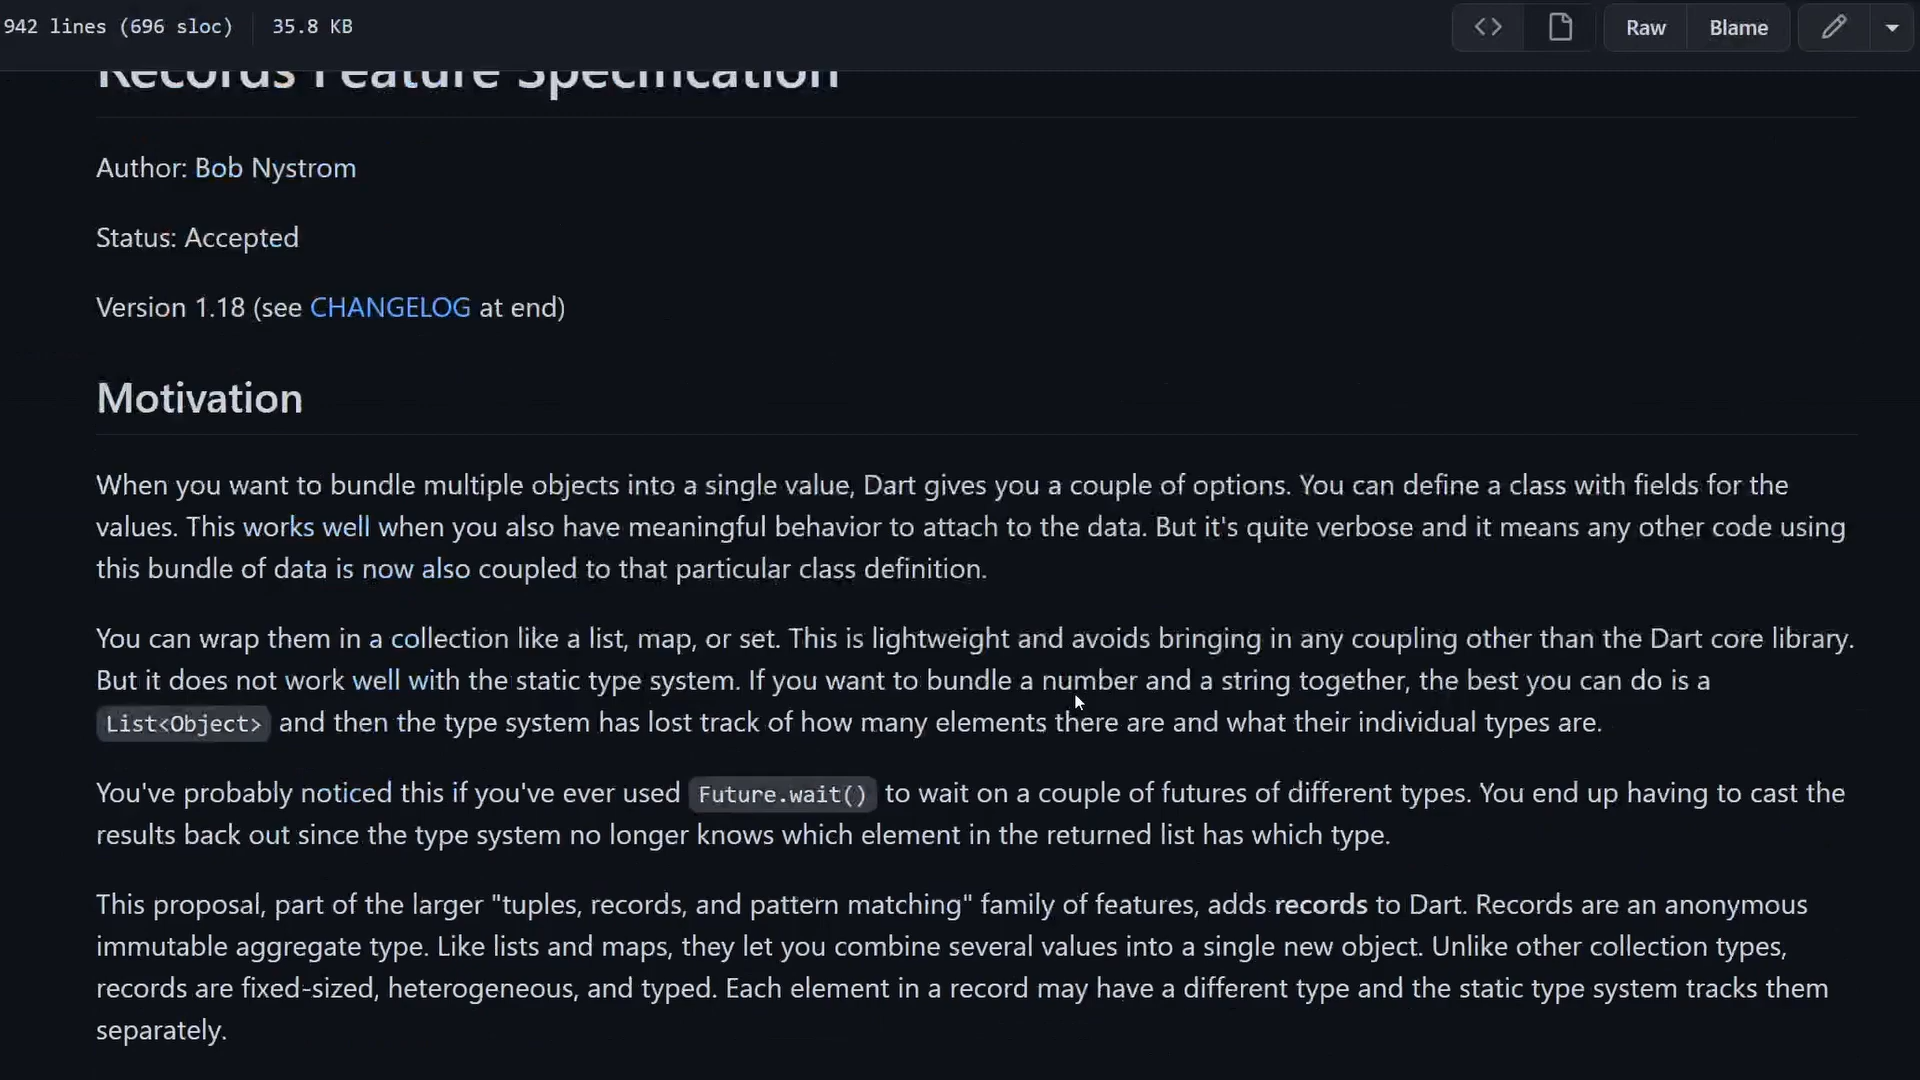 942 lines (696 sloc) 35.8 KB
Raw Blame
Records Feature Specification
Author: Bob Nystrom
Status: Accepted
Version 1.18 (see CHANGELOG at end)
Motivation
When you want to bundle multiple objects into a single value, Dart gives you a couple of options. You can define a class with fields for the
values. This works well when you also have meaningful behavior to attach to the data. But it's quite verbose and it means any other code using
this bundle of data is now also coupled to that particular class definition.
You can wrap them in a collection like a list, map, or set. This is lightweight and avoids bringing in any coupling other than the Dart core library.
But it does not work well with the static type system. If you want to bundle a number and a string together, the best you can do is a
List<Object> and then the type system has lost track of how many elements there are and what their individual types are.
You've probably noticed this if you've ever used Future.wait() to wait on a couple of futures of different types. You end up having to cast the
results back out since the type system no longer knows which element in the returned list has which type.
This proposal, part of the larger "tuples, records, and pattern matching" family of features, adds records to Dart. Records are an anonymous
immutable aggregate type. Like lists and maps, they let you combine several values into a single new object. Unlike other collection types,
records are fixed-sized, heterogeneous, and typed. Each element in a record may have a different type and the static type system tracks them
separately.